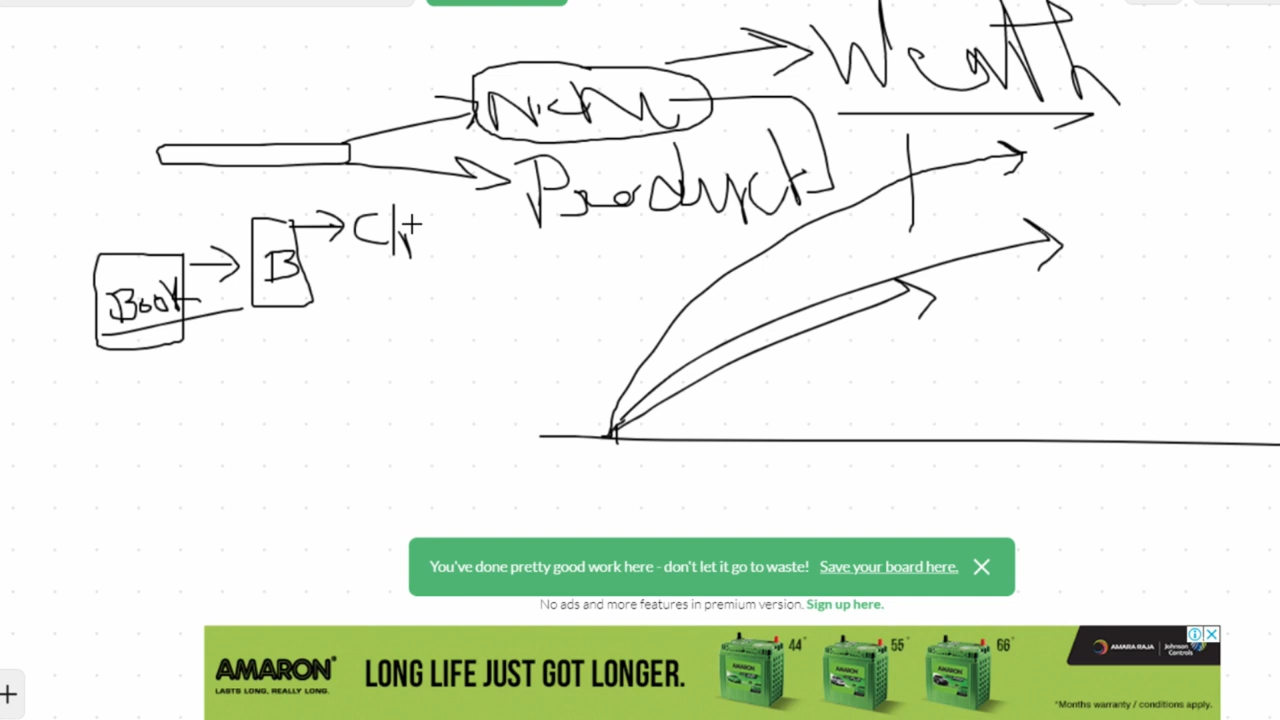 Wealth
Product
B
Book
You've done pretty good work here - don't let it go to waste! Save your board here.
No ads and more features in premium version. Sign up here.
AMARON
LASTS LONG, REALLY LONG.
LONG LIFE JUST GOT LONGER.
44*
55*
66*
AMARA RAJA
Johnson Controls
*Months warranty / conditions apply.